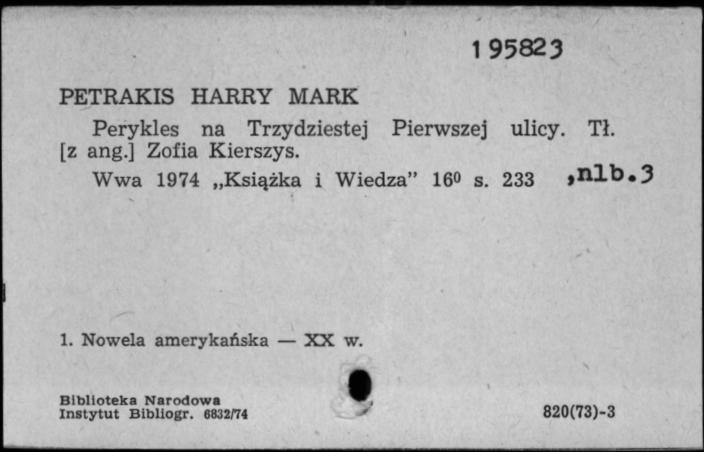 195823
PETRAKIS HARRY MARK
Perykles na Trzydziestej Pierwszej ulicy. Tł.
[z ang.] Zofia Kierszys.
Wwa 1974 „Książka i Wiedza” 16⁰ s. 233 ,nlb.3
1. Nowela amerykańska — XX w.
Biblioteka Narodowa
Instytut Bibliogr. 6832/74
820(73)-3